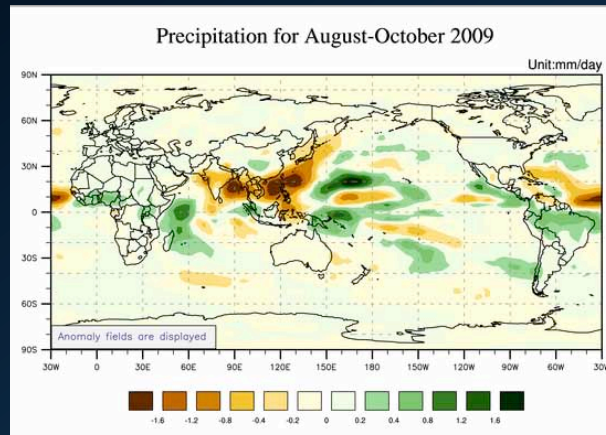 Precipitation for August-October 2009
Unit:mm/day
90N
60N
30N
0
30S
60S
90S
Anomaly fields are displayed
30W 0 30E 60E 90E 120E 150E 180 150W 120W 90W 60W 30W
-1.6 -1.2 -0.8 -0.4 -0.2 0 0.2 0.4 0.8 1.2 1.6